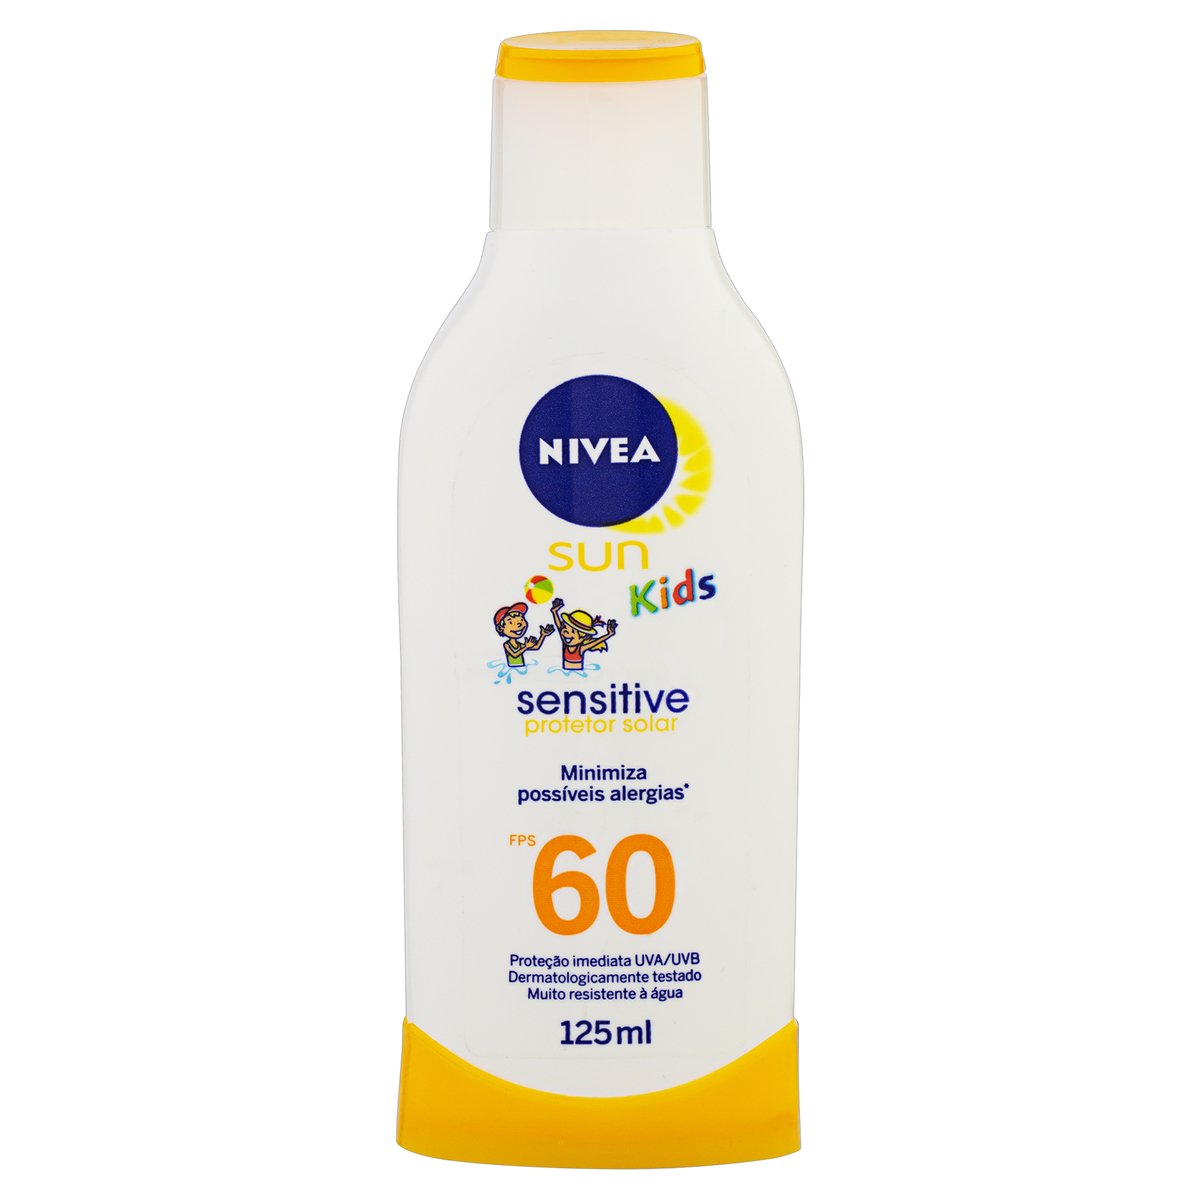 NIVEA
sun
Kids
sensitive
protetor solar
Minimiza
possíveis alergias*
FPS 60
Proteção imediata UVA/UVB
Dermatologicamente testado
Muito resistente à água
125ml